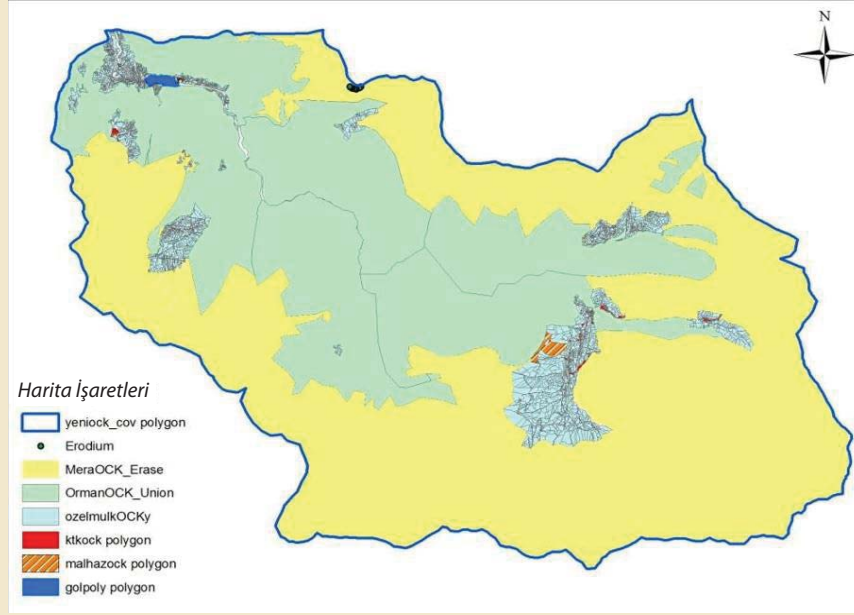 N
Harita İşaretleri
yeniock_cov polygon
Erodium
MeraOCK_Erase
OrmanOCK_Union
ozelmulkOCKy
ktkock polygon
malhazock polygon
golpoly polygon